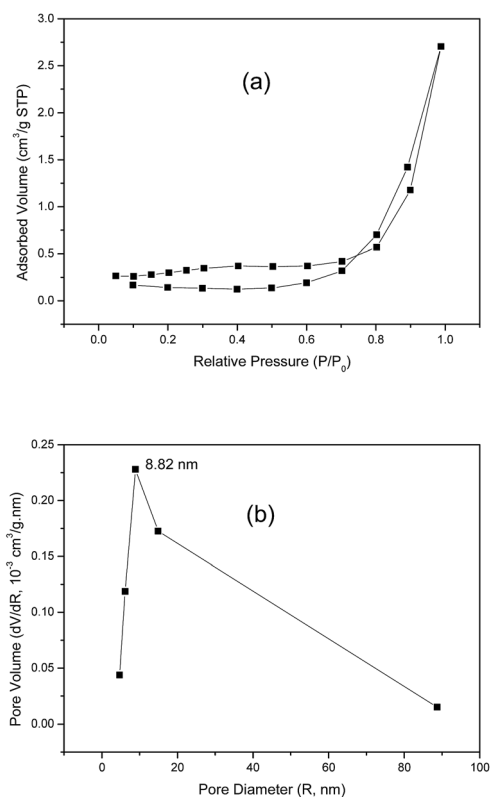 (a)
3.0
2.5
2.0
1.5
1.0
0.5
0.0
Adsorbed Volume (cm³/g STP)
0.0 0.2 0.4 0.6 0.8 1.0
Relative Pressure (P/P₀)
8.82 nm
(b)
0.25
0.20
0.15
0.10
0.05
0.00
Pore Volume (dV/dR, 10⁻³ cm³/g.nm)
0 20 40 60 80 100
Pore Diameter (R, nm)